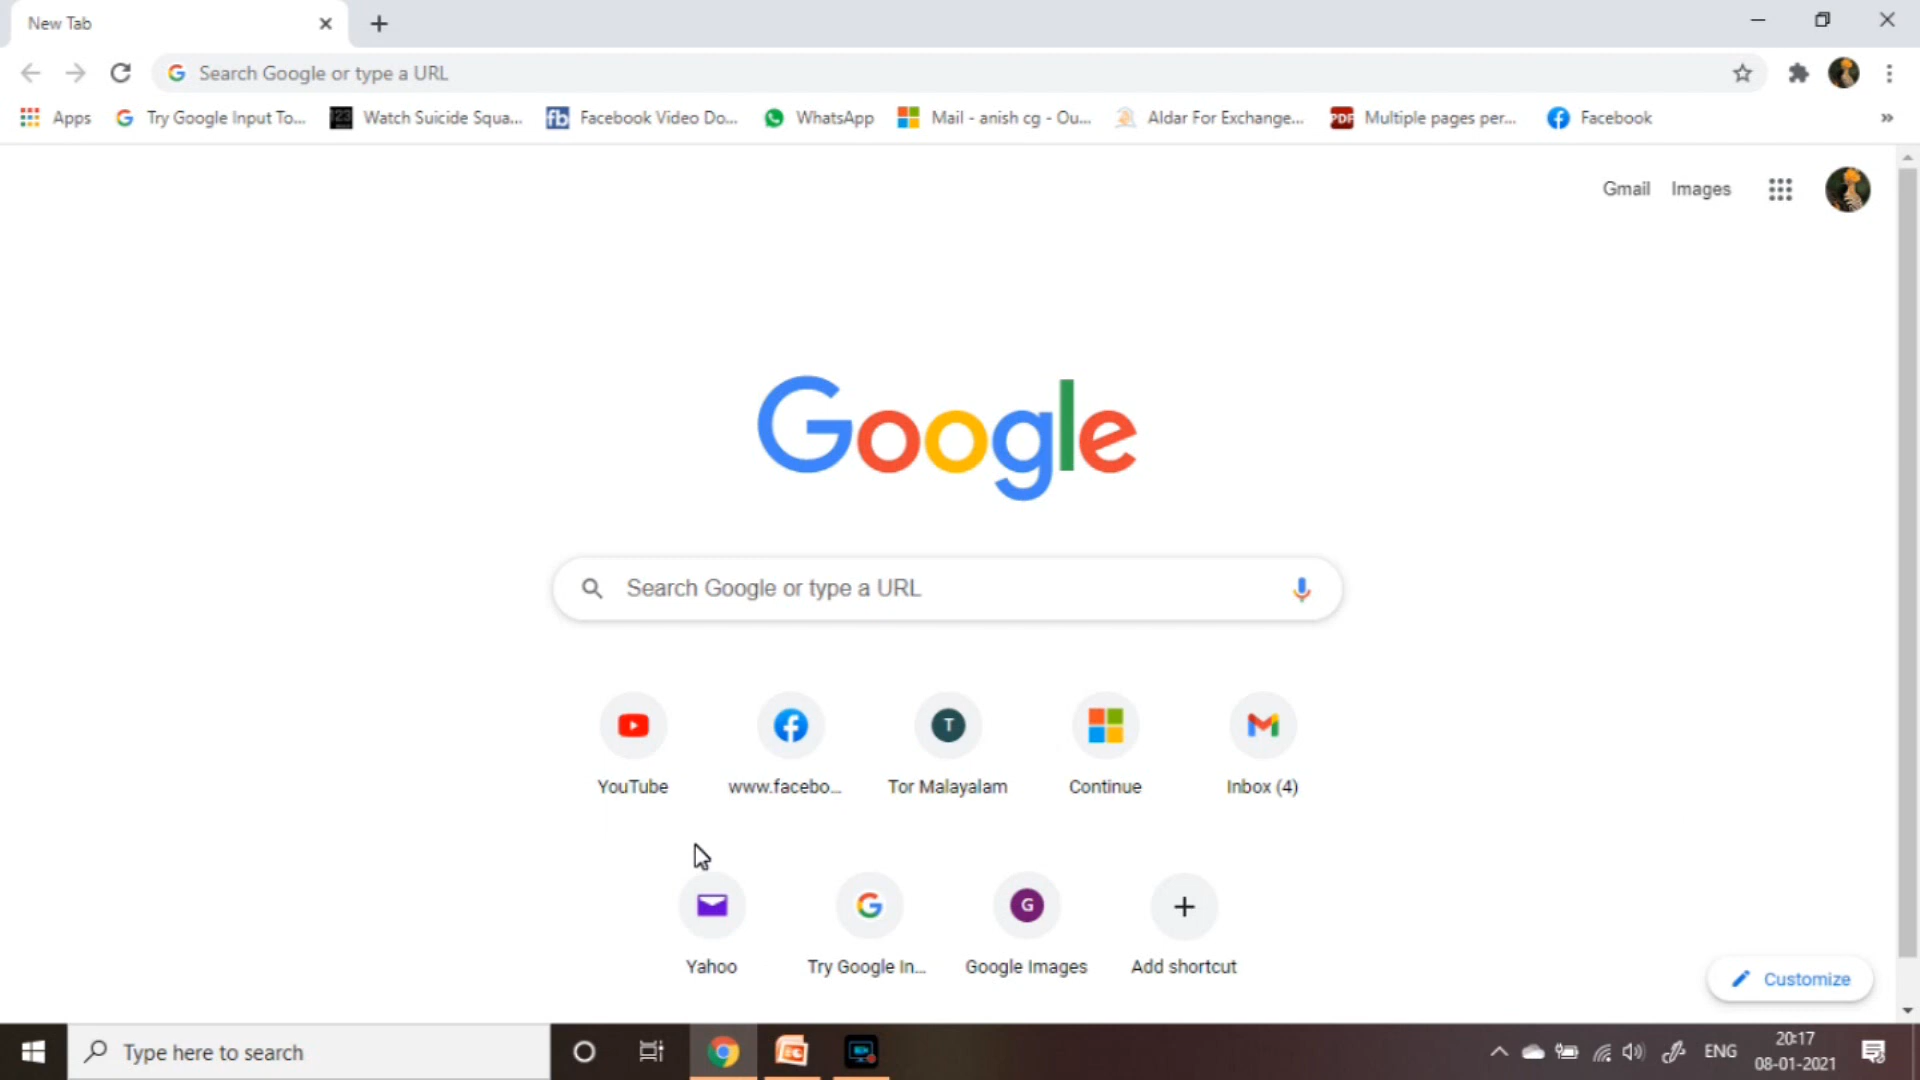 New Tab
Search Google or type a URL
Apps
Try Google Input To...
123
Watch Suicide Squa...
fb
Facebook Video Do...
WhatsApp
Mail - anish cg - Ou...
Aldar For Exchange...
PDF
Multiple pages per...
Facebook
»
Gmail
Images
Google
Search Google or type a URL
YouTube
www.facebo...
T
Tor Malayalam
Continue
Inbox (4)
Yahoo
Try Google In...
G
Google Images
Add shortcut
Customize
Type here to search
ENG
20:17
08-01-2021